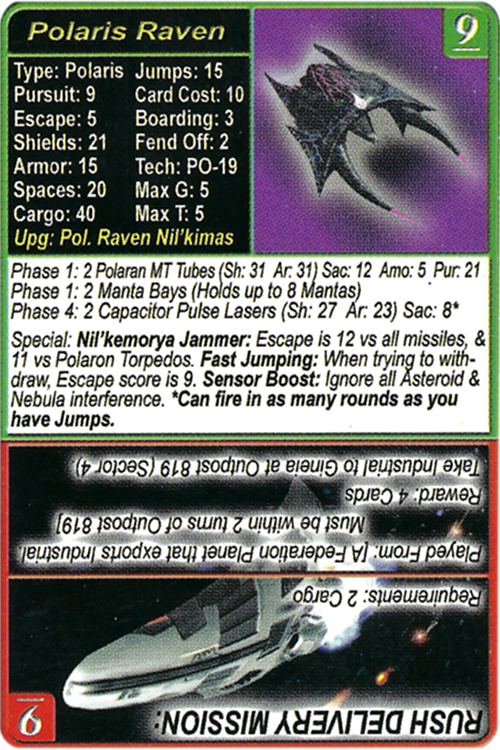 Polaris Raven
9
Type: Polaris Jumps: 15
Pursuit: 9 Card Cost: 10
Escape: 5 Boarding: 3
Shields: 21 Fend Off: 2
Armor: 15 Tech: PO-19
Spaces: 20 Max G: 5
Cargo: 40 Max T: 5
Upg: Pol. Raven Nil'kimas
Phase 1: 2 Polaran MT Tubes (Sh: 31 Ar: 31) Sac: 12 Amo: 5 Pur: 21
Phase 1: 2 Manta Bays (Holds up to 8 Mantas)
Phase 4: 2 Capacitor Pulse Lasers (Sh: 27 Ar: 23) Sac: 8*
Special: Nil'kemorya Jammer: Escape is 12 vs all missiles, &
11 vs Polaron Torpedos. Fast Jumping: When trying to with-
draw, Escape score is 9. Sensor Boost: Ignore all Asteroid &
Nebula interference. *Can fire in as many rounds as you
have Jumps.
RUSH DELIVERY MISSION:
6
Requirements: 2 Cargo
Played From: [A Federation Planet that exports Industrial
Must be within 2 turns of Outpost 819]
Reward: 4 Cards
Take Industrial to Gineia at Outpost 819 (Sector 4)